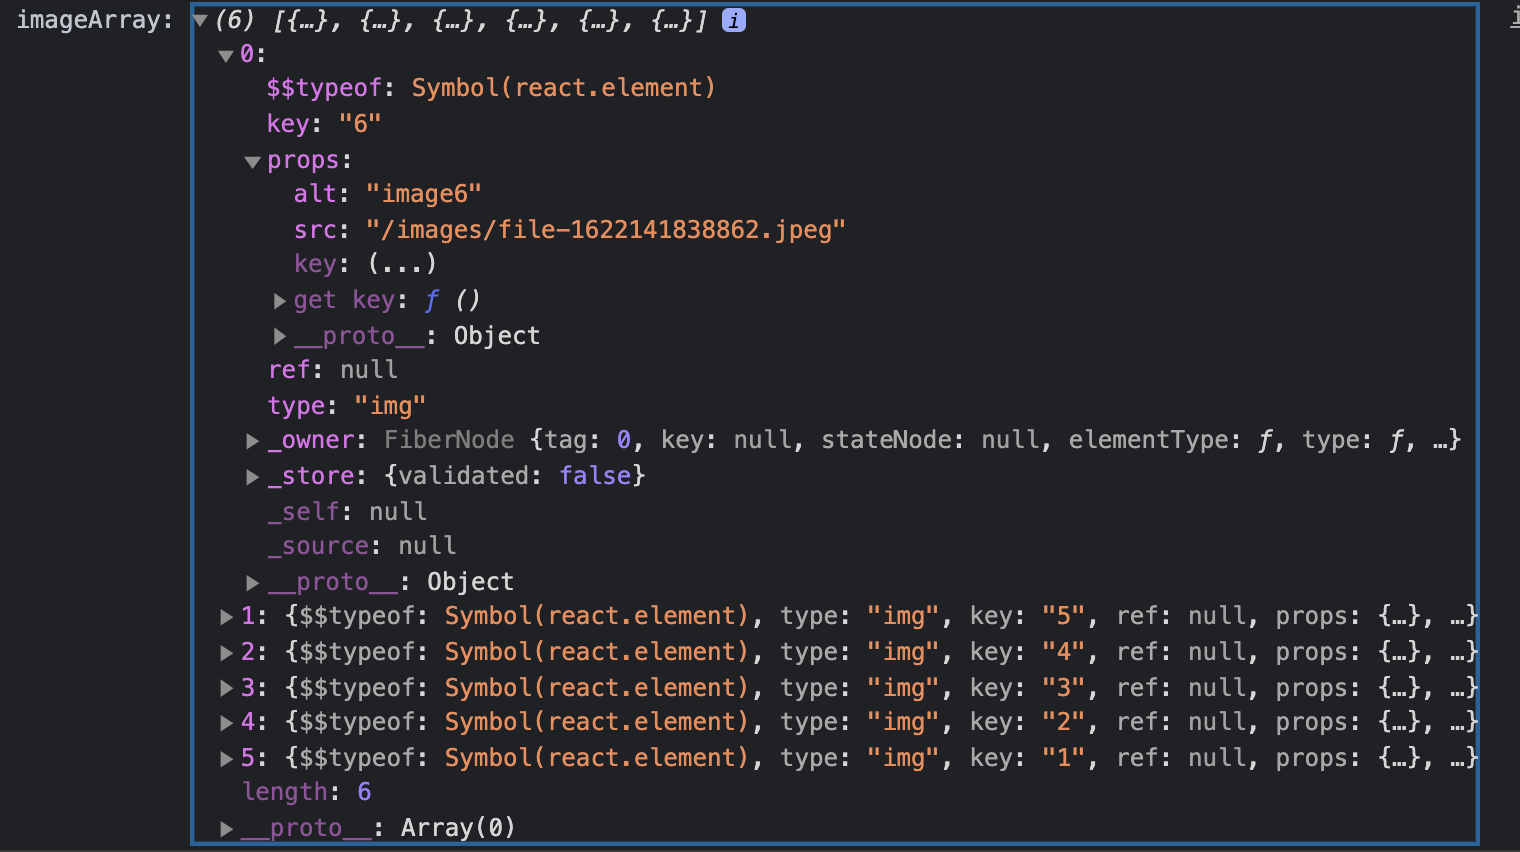 imageArray: ▼(6) [{…}, {…}, {…}, {…}, {…}, {…}] i
▼0:
$$typeof: Symbol(react.element)
key: "6"
▼props:
alt: "image6"
src: "/images/file-1622141838862.jpeg"
key: (...)
▶get key: ƒ ()
▶__proto__: Object
ref: null
type: "img"
▶_owner: FiberNode {tag: 0, key: null, stateNode: null, elementType: ƒ, type: ƒ, …}
▶_store: {validated: false}
_self: null
_source: null
▶__proto__: Object
▶1: {$$typeof: Symbol(react.element), type: "img", key: "5", ref: null, props: {…}, …}
▶2: {$$typeof: Symbol(react.element), type: "img", key: "4", ref: null, props: {…}, …}
▶3: {$$typeof: Symbol(react.element), type: "img", key: "3", ref: null, props: {…}, …}
▶4: {$$typeof: Symbol(react.element), type: "img", key: "2", ref: null, props: {…}, …}
▶5: {$$typeof: Symbol(react.element), type: "img", key: "1", ref: null, props: {…}, …}
length: 6
▶__proto__: Array(0)